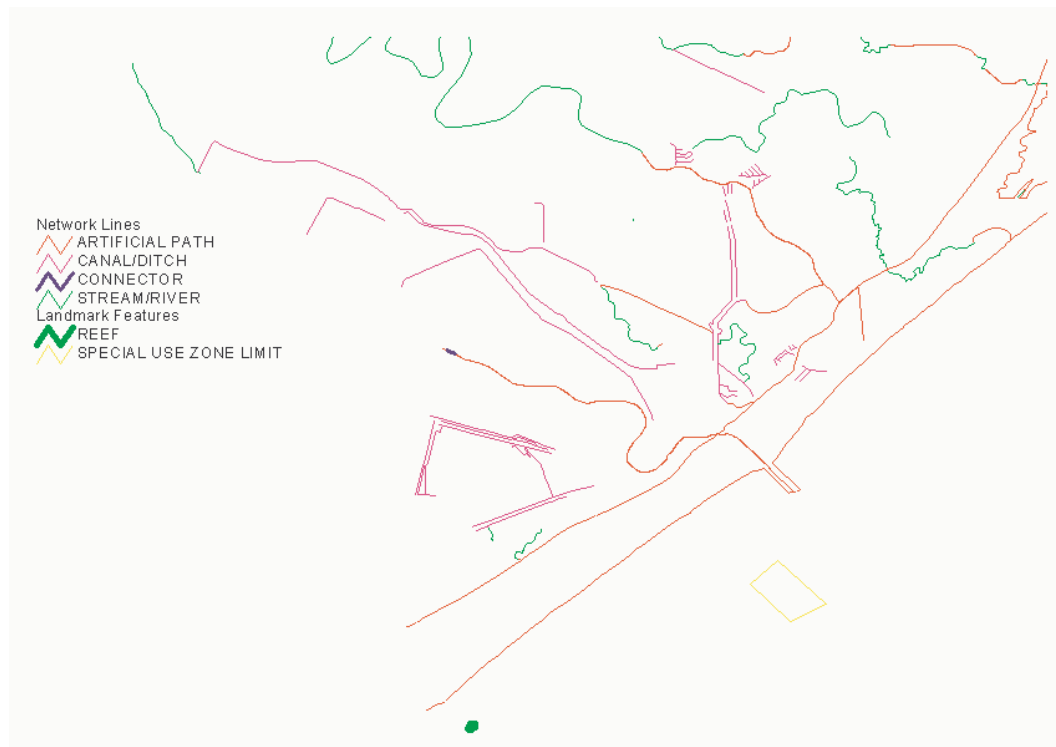 Network Lines
ARTIFICIAL PATH
CANAL/DITCH
CONNECTOR
STREAM/RIVER
Landmark Features
REEF
SPECIAL USE ZONE LIMIT